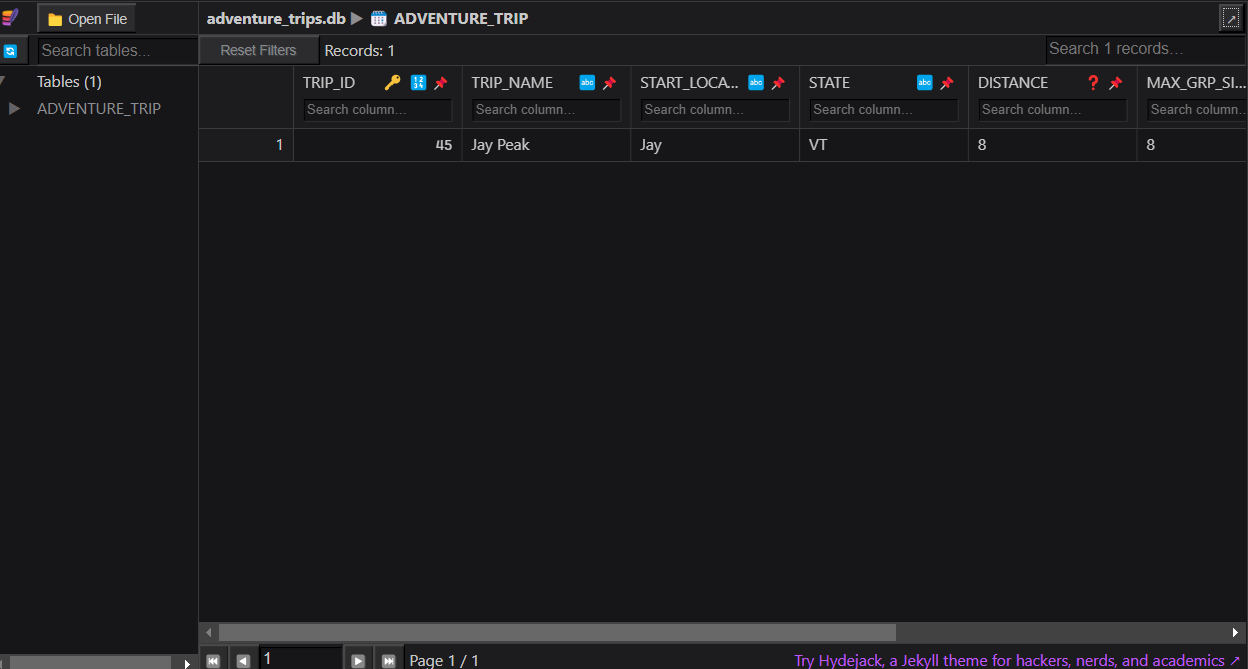 Open File
adventure_trips.db ▶ ADVENTURE_TRIP
Search tables...
Reset Filters
Records: 1
Search 1 records...
Tables (1)
ADVENTURE_TRIP
TRIP_ID TRIP_NAME START_LOCA... STATE DISTANCE MAX_GRP_SI...
Search column... Search column... Search column... Search column... Search column... Search column...
1 45 Jay Peak Jay VT 8 8
1
Page 1 / 1
Try Hydejack, a Jekyll theme for hackers, nerds, and academics ↗